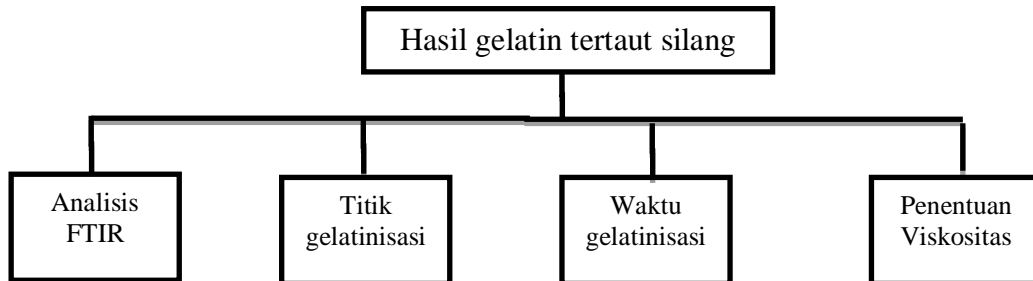 Hasil gelatin tertaut silang
Analisis
FTIR
Titik
gelatinisasi
Waktu
gelatinisasi
Penentuan
Viskositas